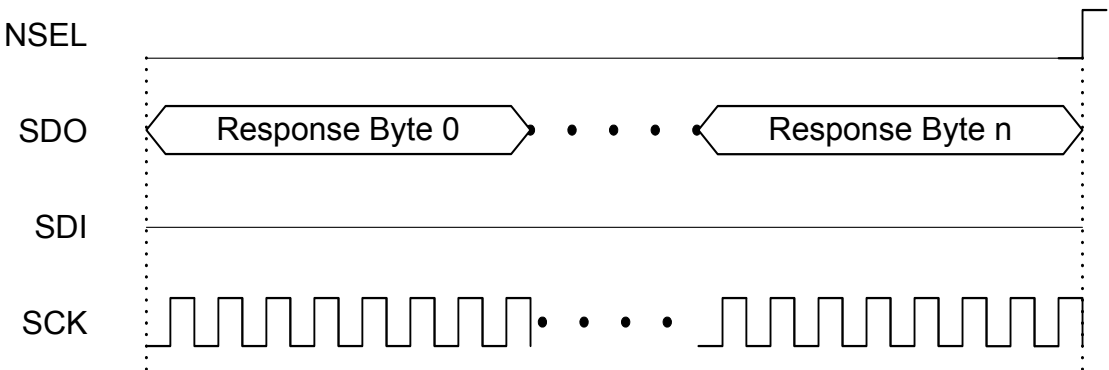 NSEL
SDO Response Byte 0 Response Byte n
SDI
SCK